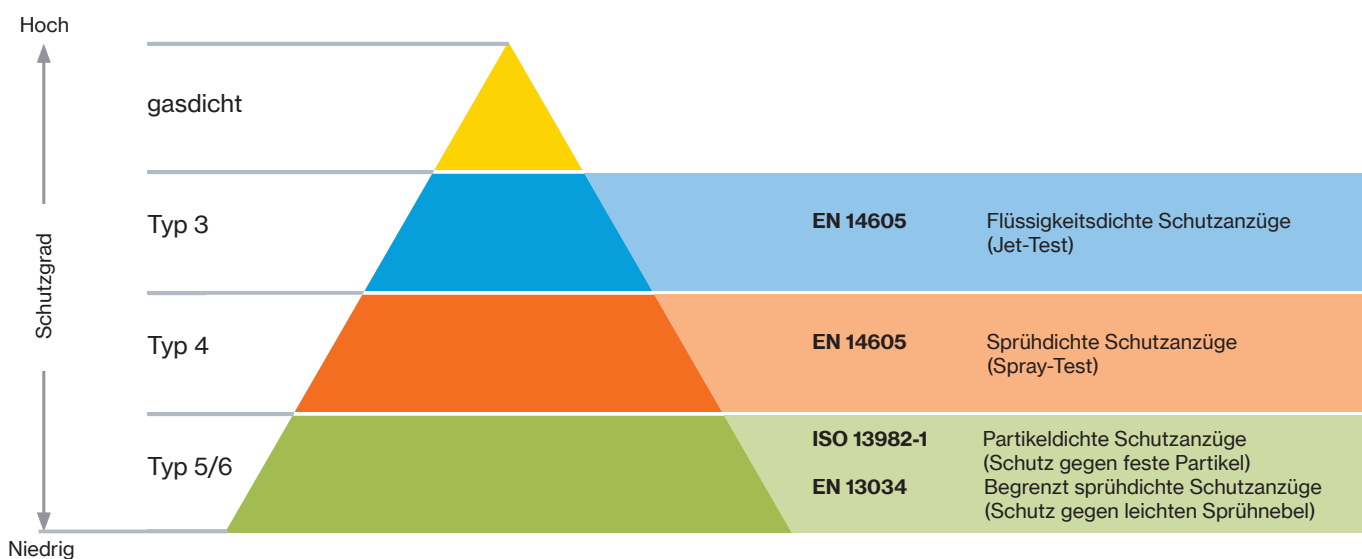 Hoch
gasdicht
Typ 3
EN 14605 Flüssigkeitsdichte Schutzanzüge
(Jet-Test)
Schutzgrad
Typ 4
EN 14605 Sprühdichte Schutzanzüge
(Spray-Test)
Typ 5/6
ISO 13982-1 Partikeldichte Schutzanzüge
(Schutz gegen feste Partikel)
EN 13034 Begrenzt sprühdichte Schutzanzüge
(Schutz gegen leichten Sprühnebel)
Niedrig